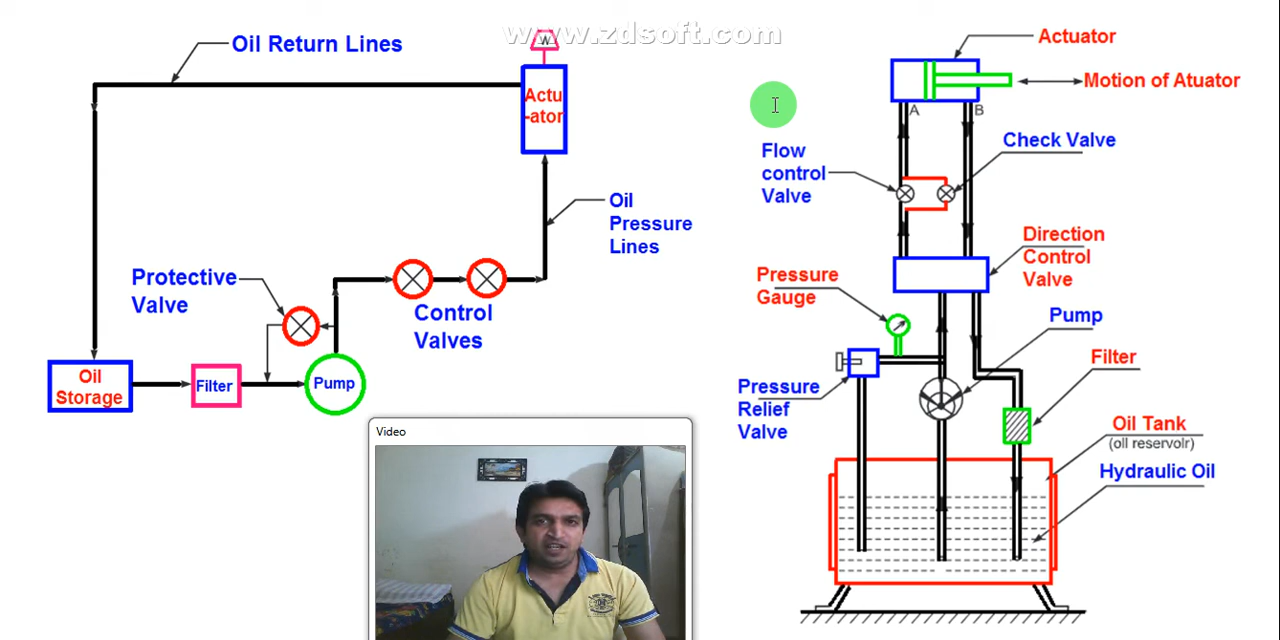 www.zdsoft.com
Oil Return Lines
W
Actu
-ator
Oil
Pressure
Lines
Protective
Valve
Control
Valves
Oil
Storage
Filter
Pump
Video
Actuator
Motion of Atuator
A
B
Check Valve
Flow
control
Valve
Direction
Control
Valve
Pressure
Gauge
Pump
Filter
Pressure
Relief
Valve
Oil Tank
(oil reservoir)
Hydraulic Oil